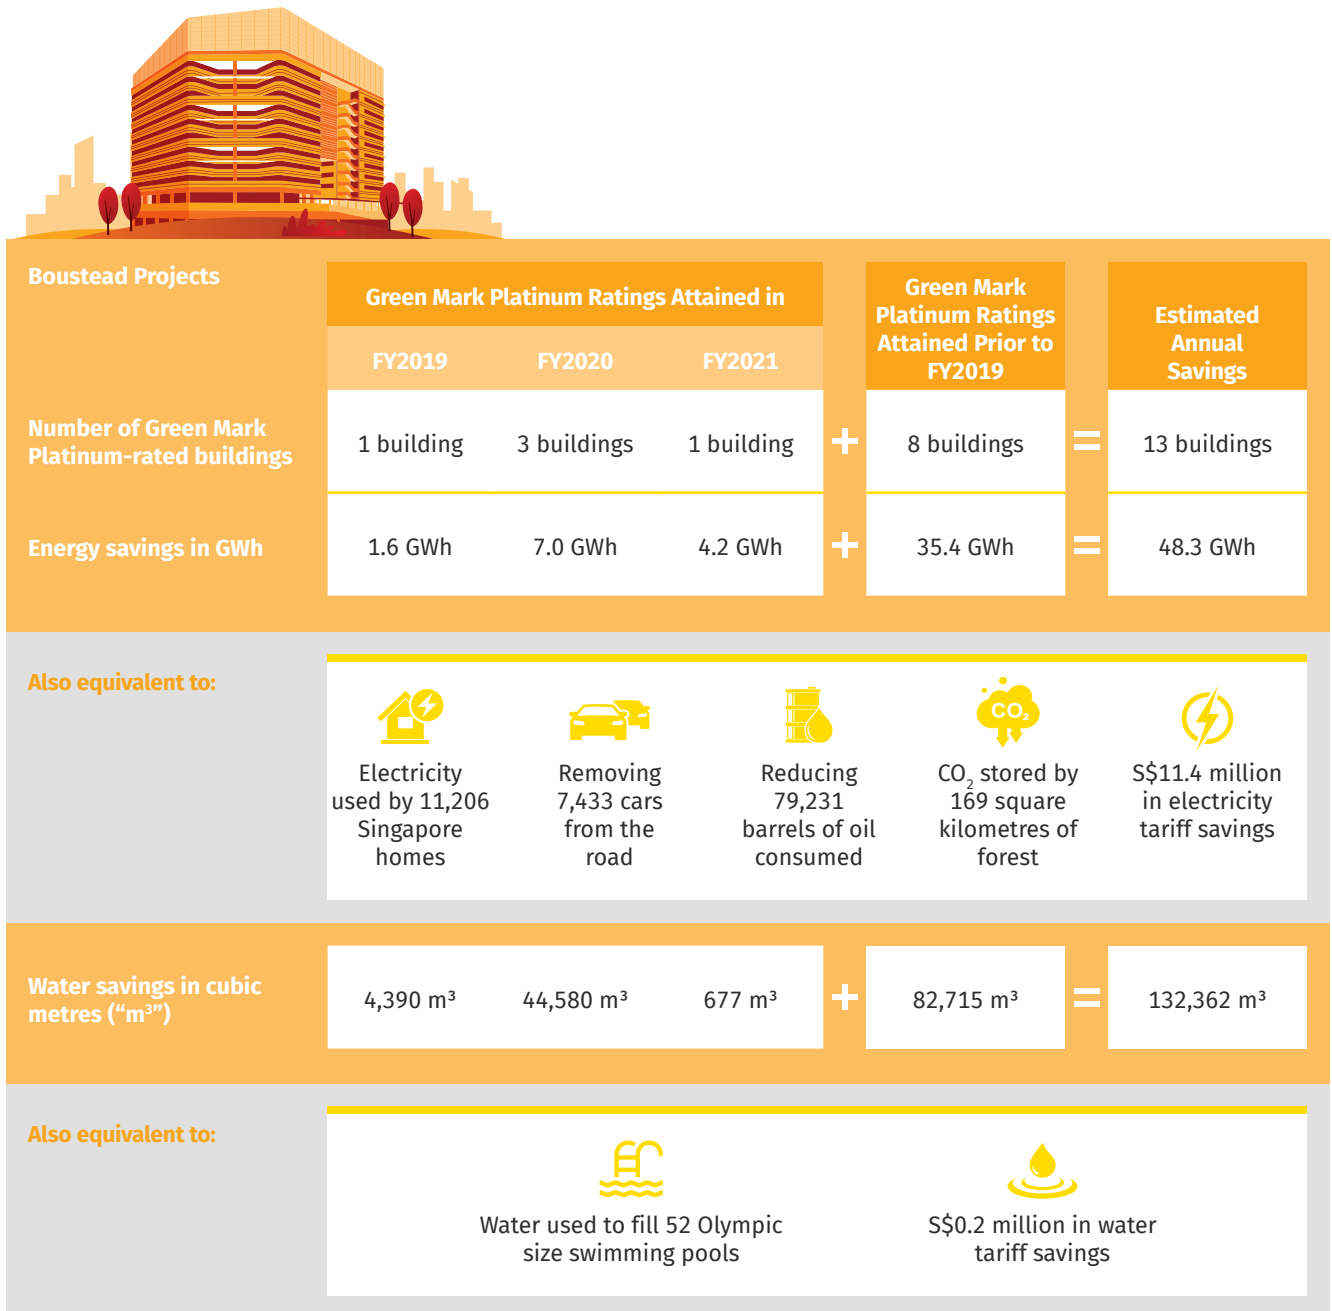 Boustead Projects
Green Mark Platinum Ratings Attained in
Green Mark
Platinum Ratings
Attained Prior to
FY2019
Estimated
Annual
Savings
FY2019 FY2020 FY2021
Number of Green Mark
Platinum-rated buildings
1 building 3 buildings 1 building + 8 buildings = 13 buildings
Energy savings in GWh
1.6 GWh 7.0 GWh 4.2 GWh + 35.4 GWh = 48.3 GWh
Also equivalent to:
Electricity
used by 11,206
Singapore
homes
Removing
7,433 cars
from the
road
Reducing
79,231
barrels of oil
consumed
CO₂
CO₂ stored by
169 square
kilometres of
forest
S$11.4 million
in electricity
tariff savings
Water savings in cubic
metres (“m³”)
4,390 m³ 44,580 m³ 677 m³ + 82,715 m³ = 132,362 m³
Also equivalent to:
Water used to fill 52 Olympic
size swimming pools
S$0.2 million in water
tariff savings